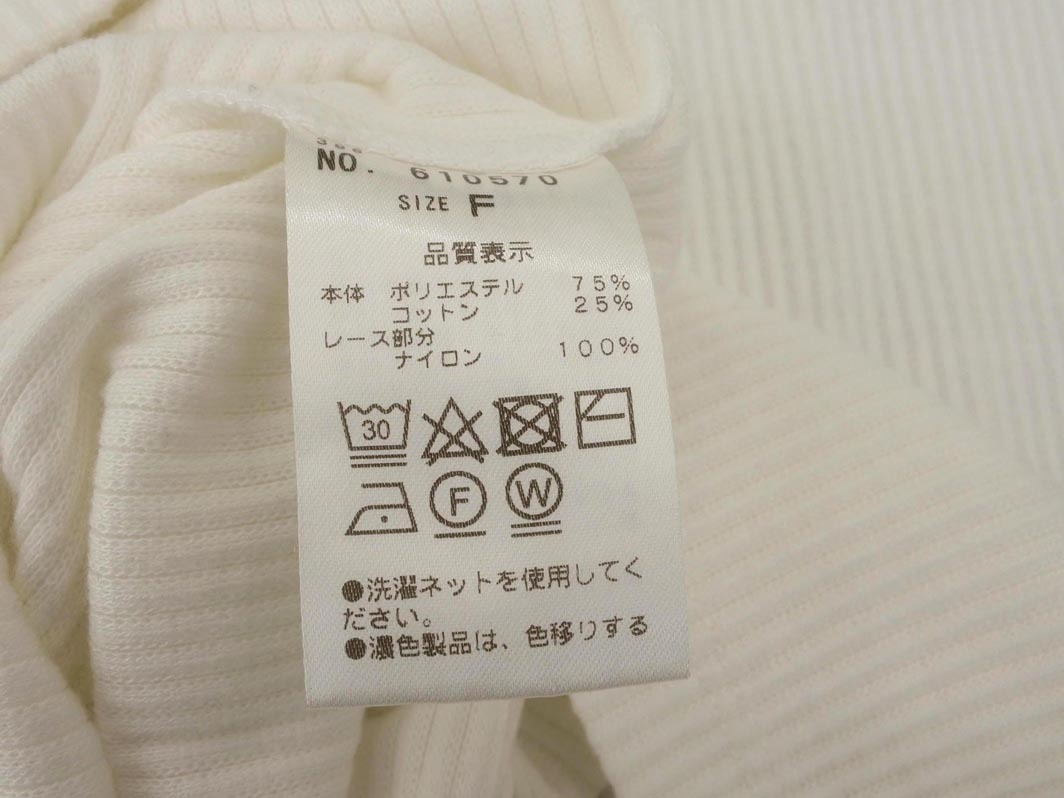 NO. 610570
SIZE F
品質表示
本体 ポリエステル 75%
コットン 25%
レース部分
ナイロン 100%
30
F W
●洗濯ネットを使用してく
ださい。
●濃色製品は、色移りする